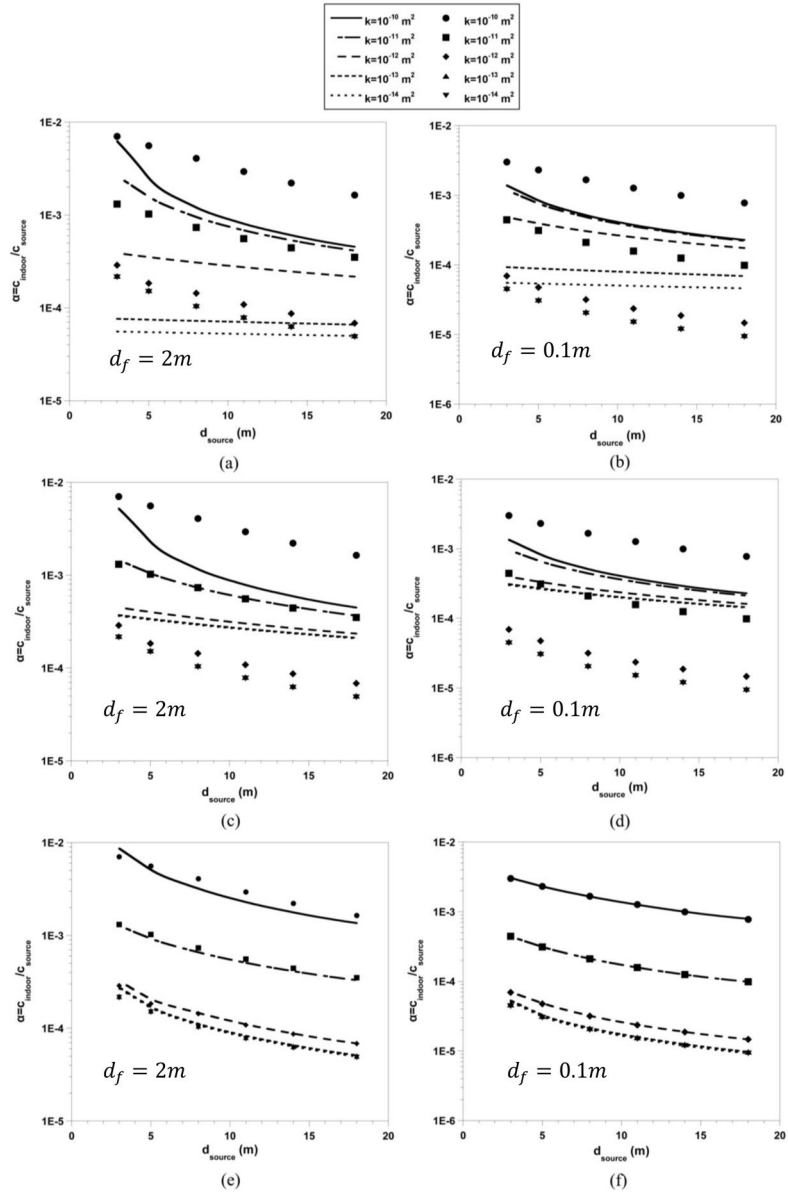 k=10⁻¹⁰ m² k=10⁻¹⁰ m²
k=10⁻¹¹ m² k=10⁻¹¹ m²
k=10⁻¹² m² k=10⁻¹² m²
k=10⁻¹³ m² k=10⁻¹³ m²
k=10⁻¹⁴ m² k=10⁻¹⁴ m²
1E-2
1E-3
1E-4
1E-5
α=c_indoor/c_source
d_f = 2m
0 5 10 15 20
d_source (m)
(a)
1E-2
1E-3
1E-4
1E-5
1E-6
α=c_indoor/c_source
d_f = 0.1m
0 5 10 15 20
d_source (m)
(b)
1E-2
1E-3
1E-4
1E-5
α=c_indoor/c_source
d_f = 2m
0 5 10 15 20
d_source (m)
(c)
1E-2
1E-3
1E-4
1E-5
1E-6
α=c_indoor/c_source
d_f = 0.1m
0 5 10 15 20
d_source (m)
(d)
1E-2
1E-3
1E-4
1E-5
α=c_indoor/c_source
d_f = 2m
0 5 10 15 20
d_source (m)
(e)
1E-2
1E-3
1E-4
1E-5
1E-6
α=c_indoor/c_source
d_f = 0.1m
0 5 10 15 20
d_source (m)
(f)